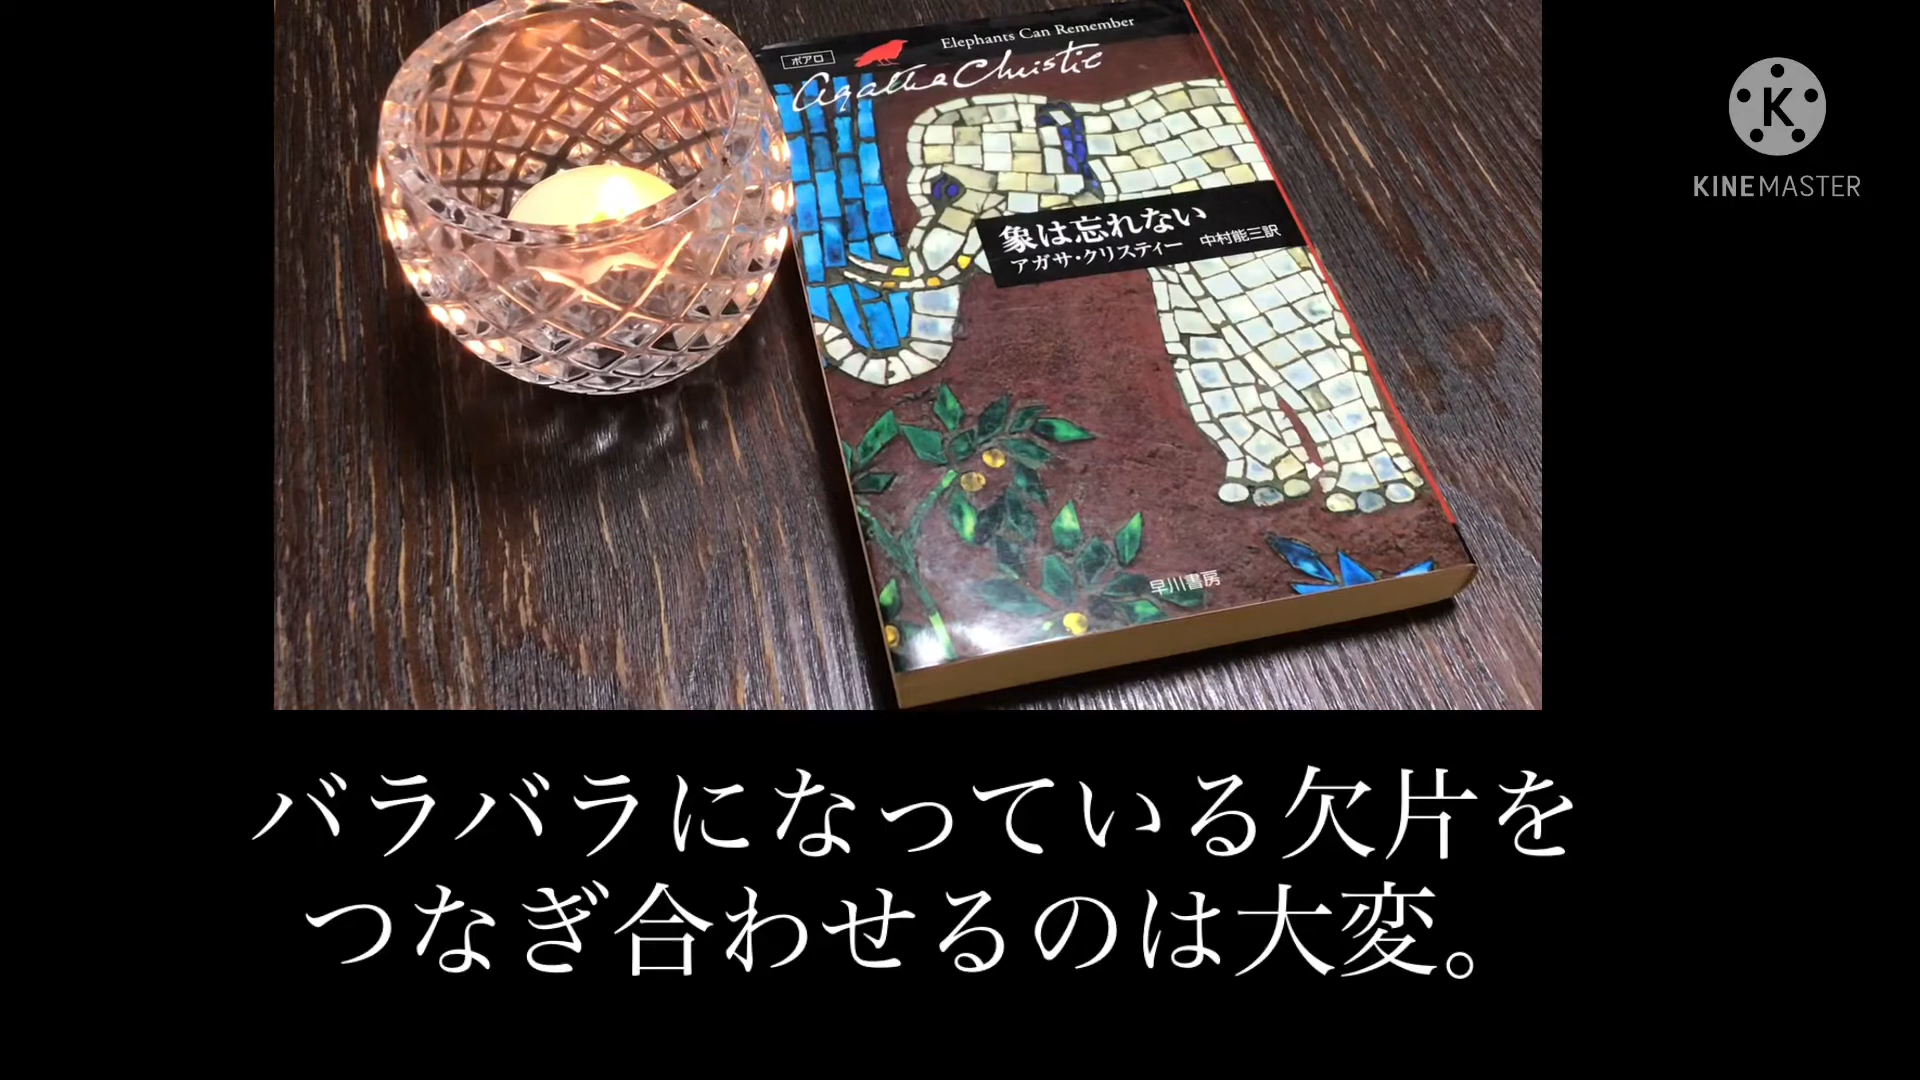 Elephants Can Remember
ポアロ
Agatha Christie
象は忘れない
アガサ・クリスティー 中村能三訳
早川書房
KINEMASTER
バラバラになっている欠片を
つなぎ合わせるのは大変。